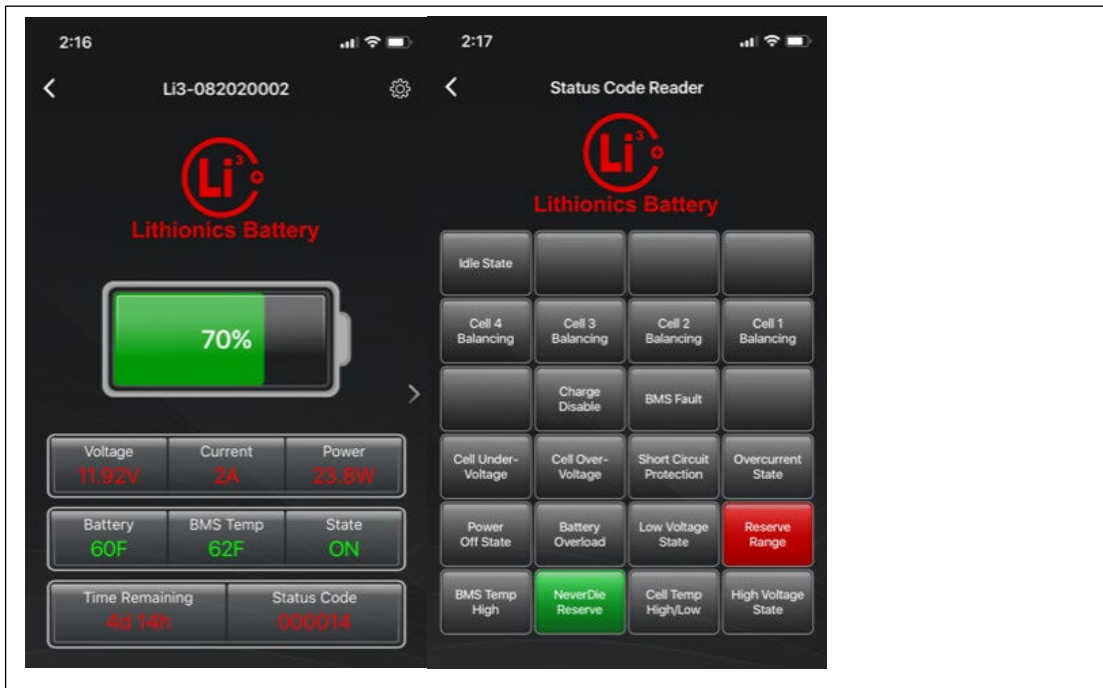 2:16
Li3-082020002
Li3+
Lithionics Battery
70%
Voltage Current Power
11.92V 2A 23.8W
Battery BMS Temp State
60F 62F ON
Time Remaining Status Code
4d 14h 000014
2:17
Status Code Reader
Li3+
Lithionics Battery
Idle State
Cell 4 Cell 3 Cell 2 Cell 1
Balancing Balancing Balancing Balancing
Charge BMS Fault
Disable
Cell Under- Cell Over- Short Circuit Overcurrent
Voltage Voltage Protection State
Power Battery Low Voltage Reserve
Off State Overload State Range
BMS Temp NeverDie Cell Temp High Voltage
High Reserve High/Low State